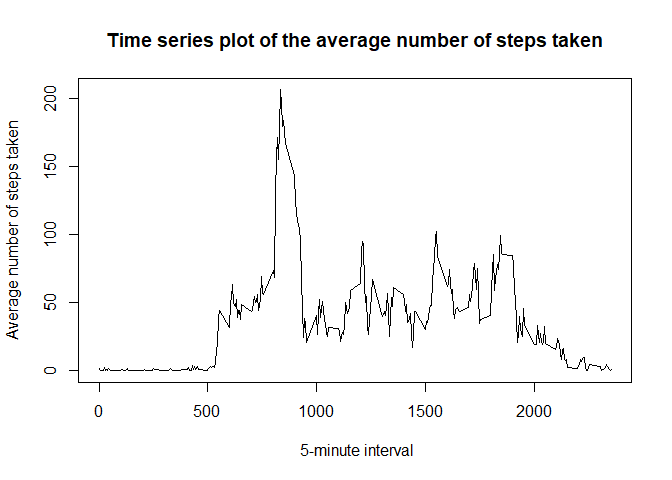 Time series plot of the average number of steps taken
Average number of steps taken
200
150
100
50
0
0 500 1000 1500 2000
5-minute interval